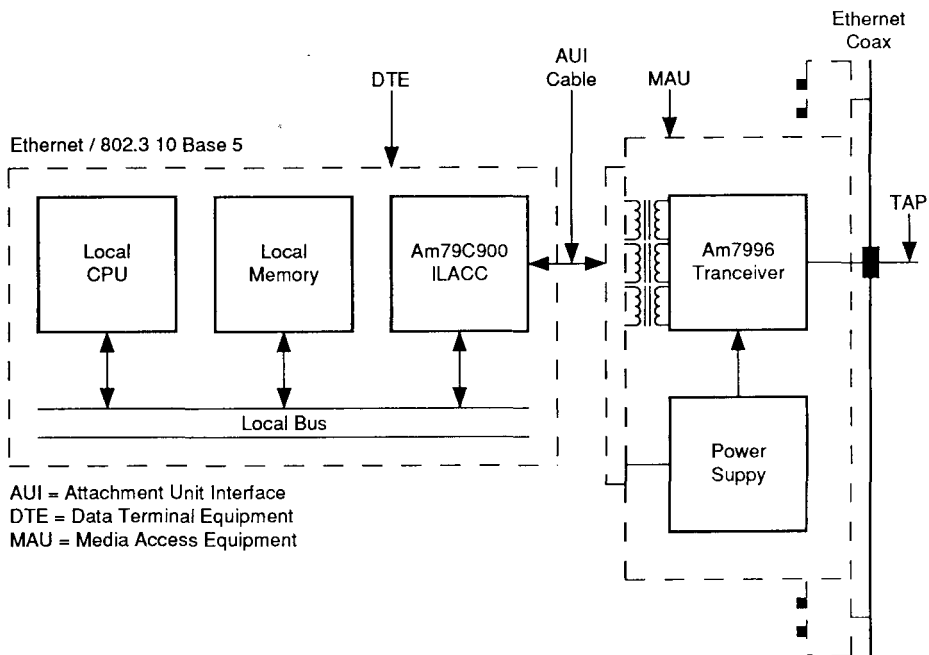 Ethernet
Coax
AUI
Cable
DTE
MAU
Ethernet / 802.3 10 Base 5
TAP
Local
CPU
Local
Memory
Am79C900
ILACC
Am7996
Tranceiver
Local Bus
Power
Suppy
AUI = Attachment Unit Interface
DTE = Data Terminal Equipment
MAU = Media Access Equipment